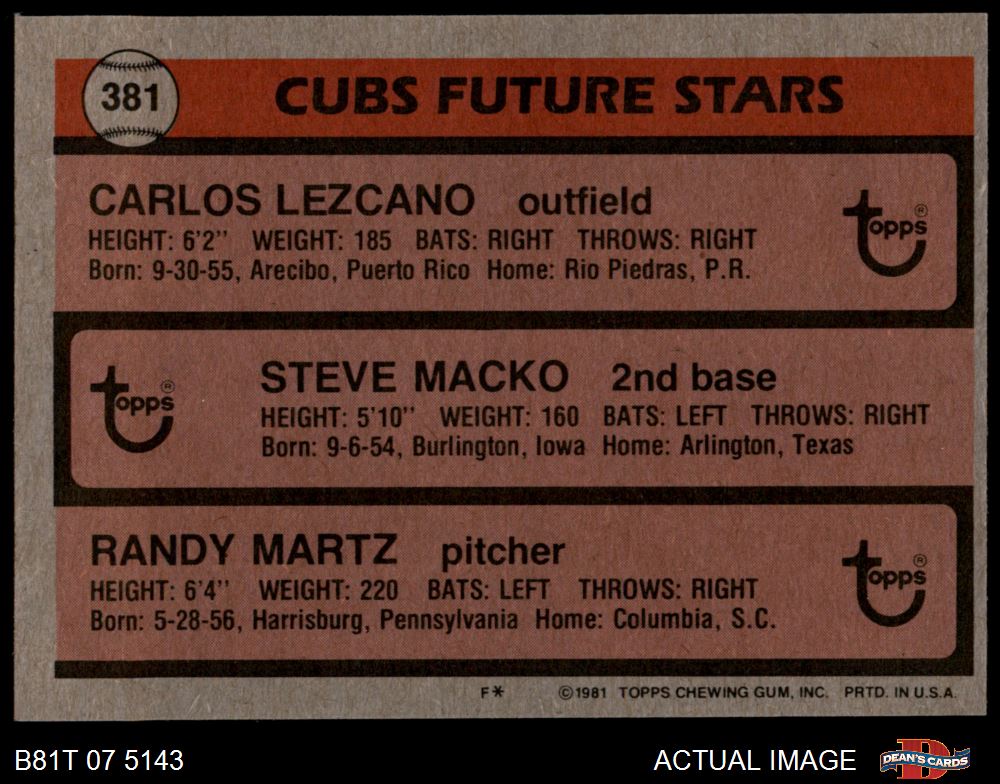 381 CUBS FUTURE STARS
CARLOS LEZCANO outfield
HEIGHT: 6'2" WEIGHT: 185 BATS: RIGHT THROWS: RIGHT
Born: 9-30-55, Arecibo, Puerto Rico Home: Rio Piedras, P.R.
topps ®
STEVE MACKO 2nd base
HEIGHT: 5'10" WEIGHT: 160 BATS: LEFT THROWS: RIGHT
Born: 9-6-54, Burlington, Iowa Home: Arlington, Texas
topps ®
RANDY MARTZ pitcher
HEIGHT: 6'4" WEIGHT: 220 BATS: LEFT THROWS: RIGHT
Born: 5-28-56, Harrisburg, Pennsylvania Home: Columbia, S.C.
topps ®
F* ©1981 TOPPS CHEWING GUM, INC. PRTD. IN U.S.A.
B81T 07 5143 ACTUAL IMAGE
D DEAN'S CARDS